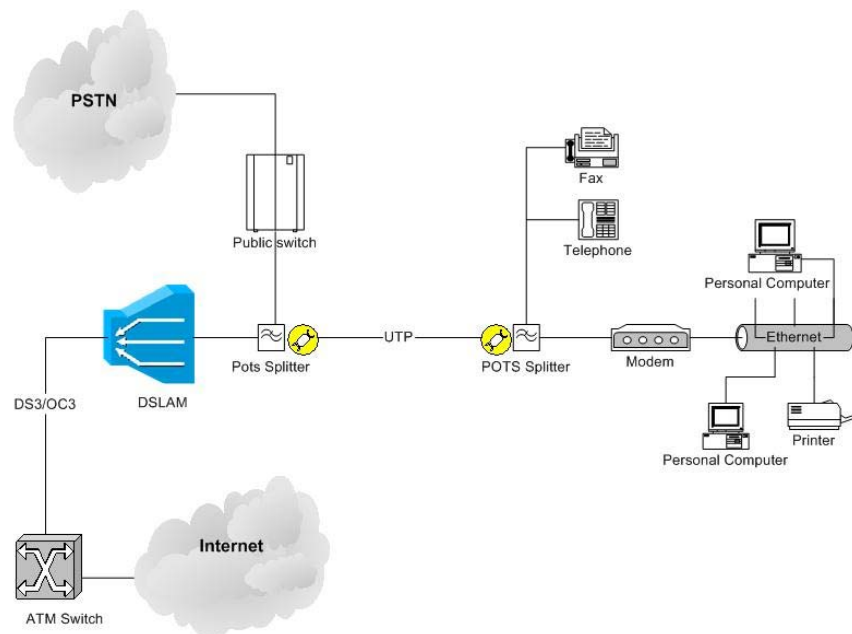 PSTN
Public switch
Fax
Telephone
Personal Computer
Ethernet
UTP
Pots Splitter
POTS Splitter
Modem
DSLAM
DS3/OC3
Personal Computer
Printer
Internet
ATM Switch